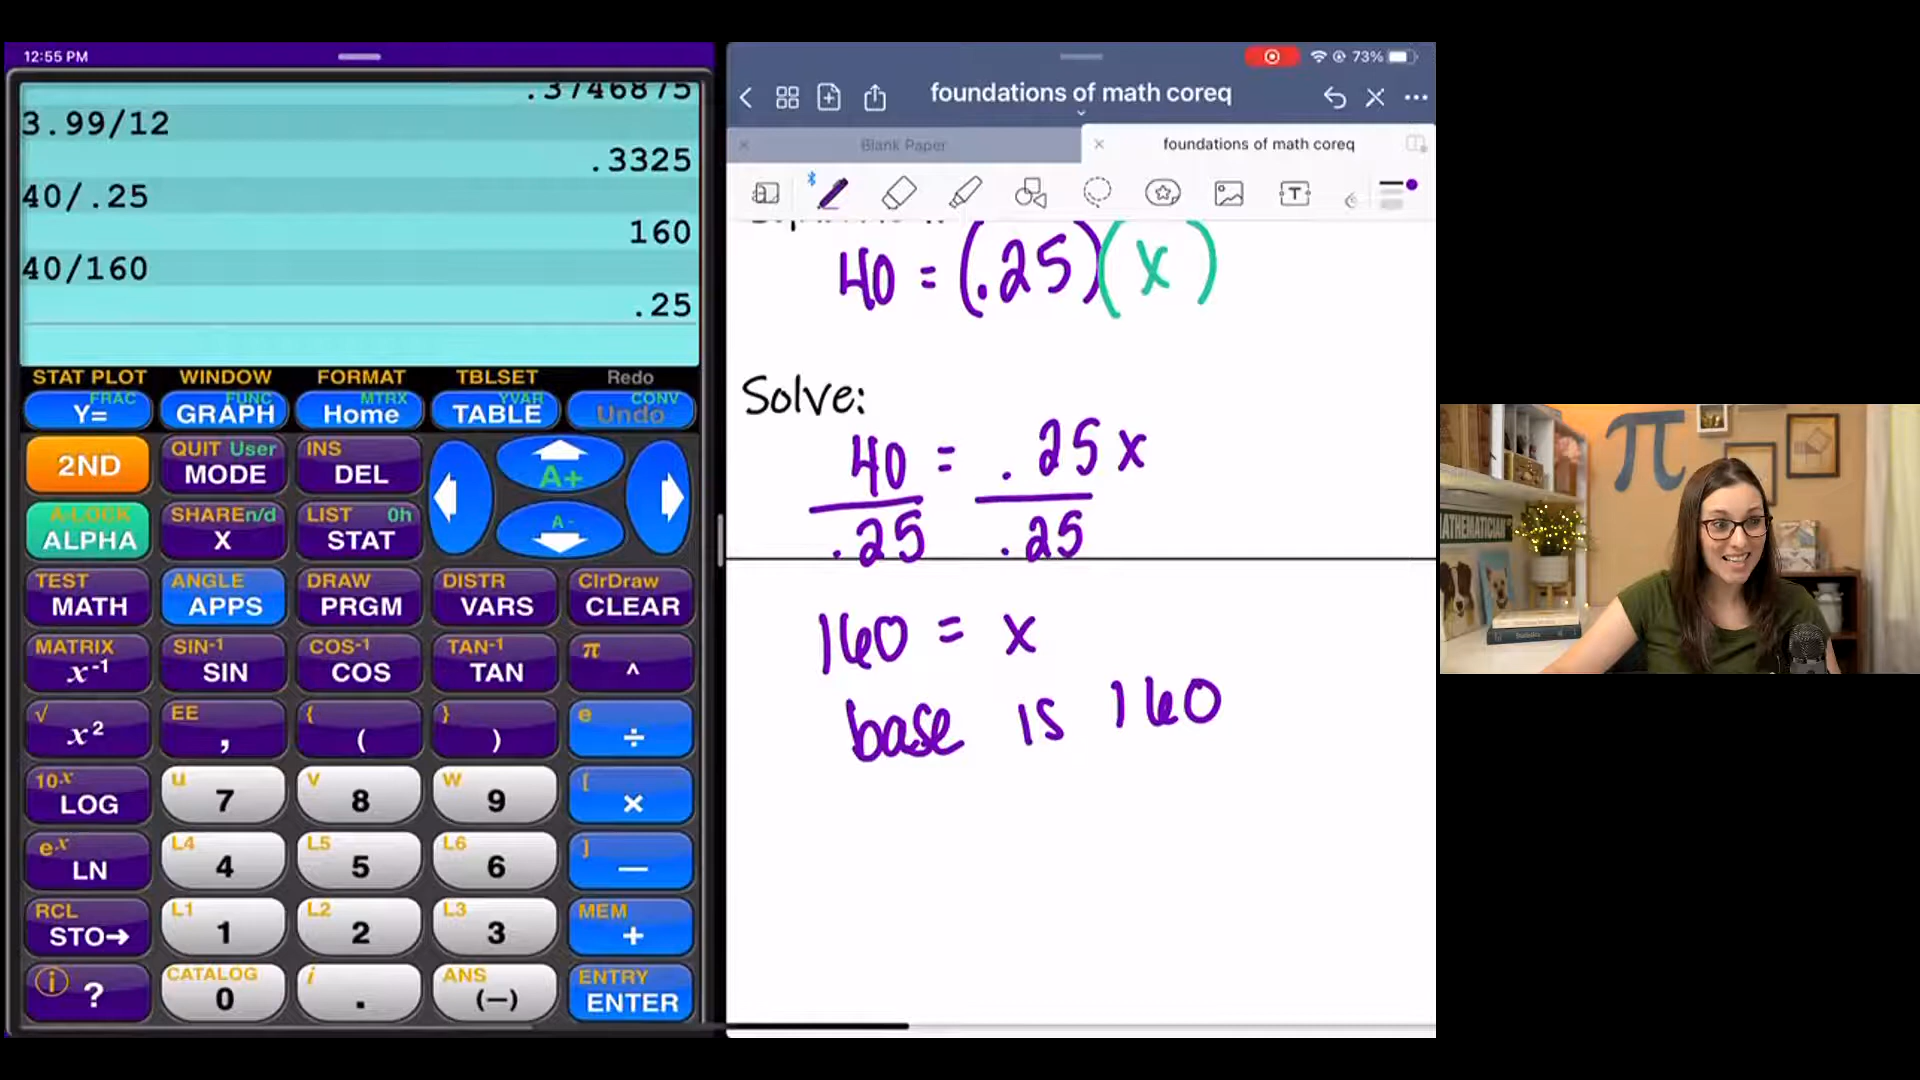 12:55 PM
.3746875
3.99/12
.3325
40/.25
160
40/160
.25
STAT PLOT WINDOW FORMAT TBLSET Redo
FRAC FUNC MTRX YVAR CONV
Y= GRAPH Home TABLE Undo
QUIT User INS
2ND MODE DEL A+
A-LOCK SHARE n/d LIST 0h A-
ALPHA X STAT
TEST ANGLE DRAW DISTR ClrDraw
MATH APPS PRGM VARS CLEAR
MATRIX SIN-1 COS-1 TAN-1 π
x-1 SIN COS TAN ^
√ EE { } e
x² , ( ) ÷
10x u v w [
LOG 7 8 9 ×
ex L4 L5 L6 ]
LN 4 5 6 —
RCL L1 L2 L3 MEM
STO➔ 1 2 3 +
i CATALOG i ANS ENTRY
? 0 . (—) ENTER
73%
foundations of math coreq
Blank Paper
foundations of math coreq
40 = (.25)(x)
Solve:
40 = .25x
.25 .25
160 = x
base is 160
π
MATHEMATICIAN
Statistics